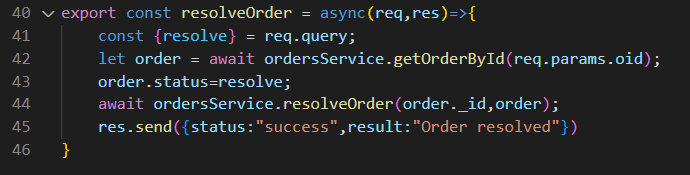 40 export const resolveOrder = async(req,res)=>{
41 const {resolve} = req.query;
42 let order = await ordersService.getOrderById(req.params.oid);
43 order.status=resolve;
44 await ordersService.resolveOrder(order._id,order);
45 res.send({status:"success",result:"Order resolved"})
46 }